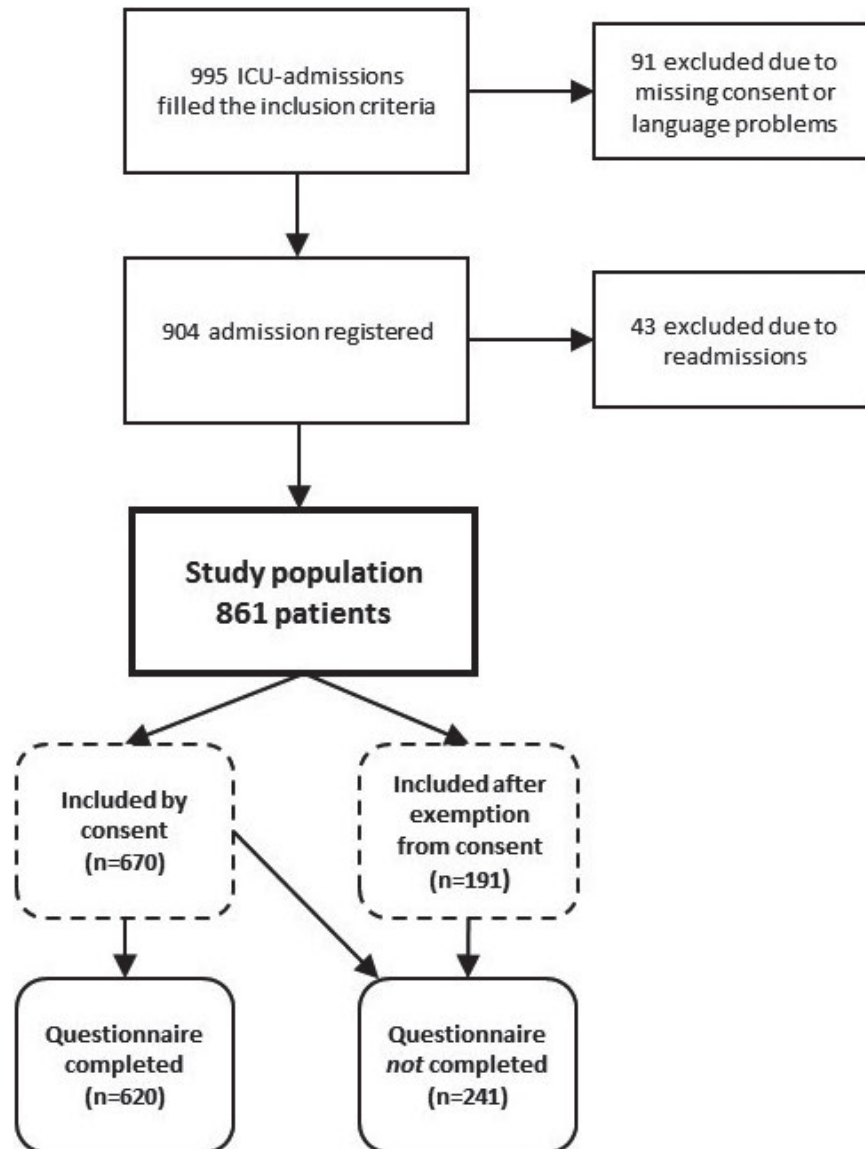 995 ICU-admissions
filled the inclusion criteria
91 excluded due to
missing consent or
language problems
904 admission registered
43 excluded due to
readmissions
Study population
861 patients
Included by
consent
(n=670)
Included after
exemption
from consent
(n=191)
Questionnaire
completed
(n=620)
Questionnaire
not completed
(n=241)